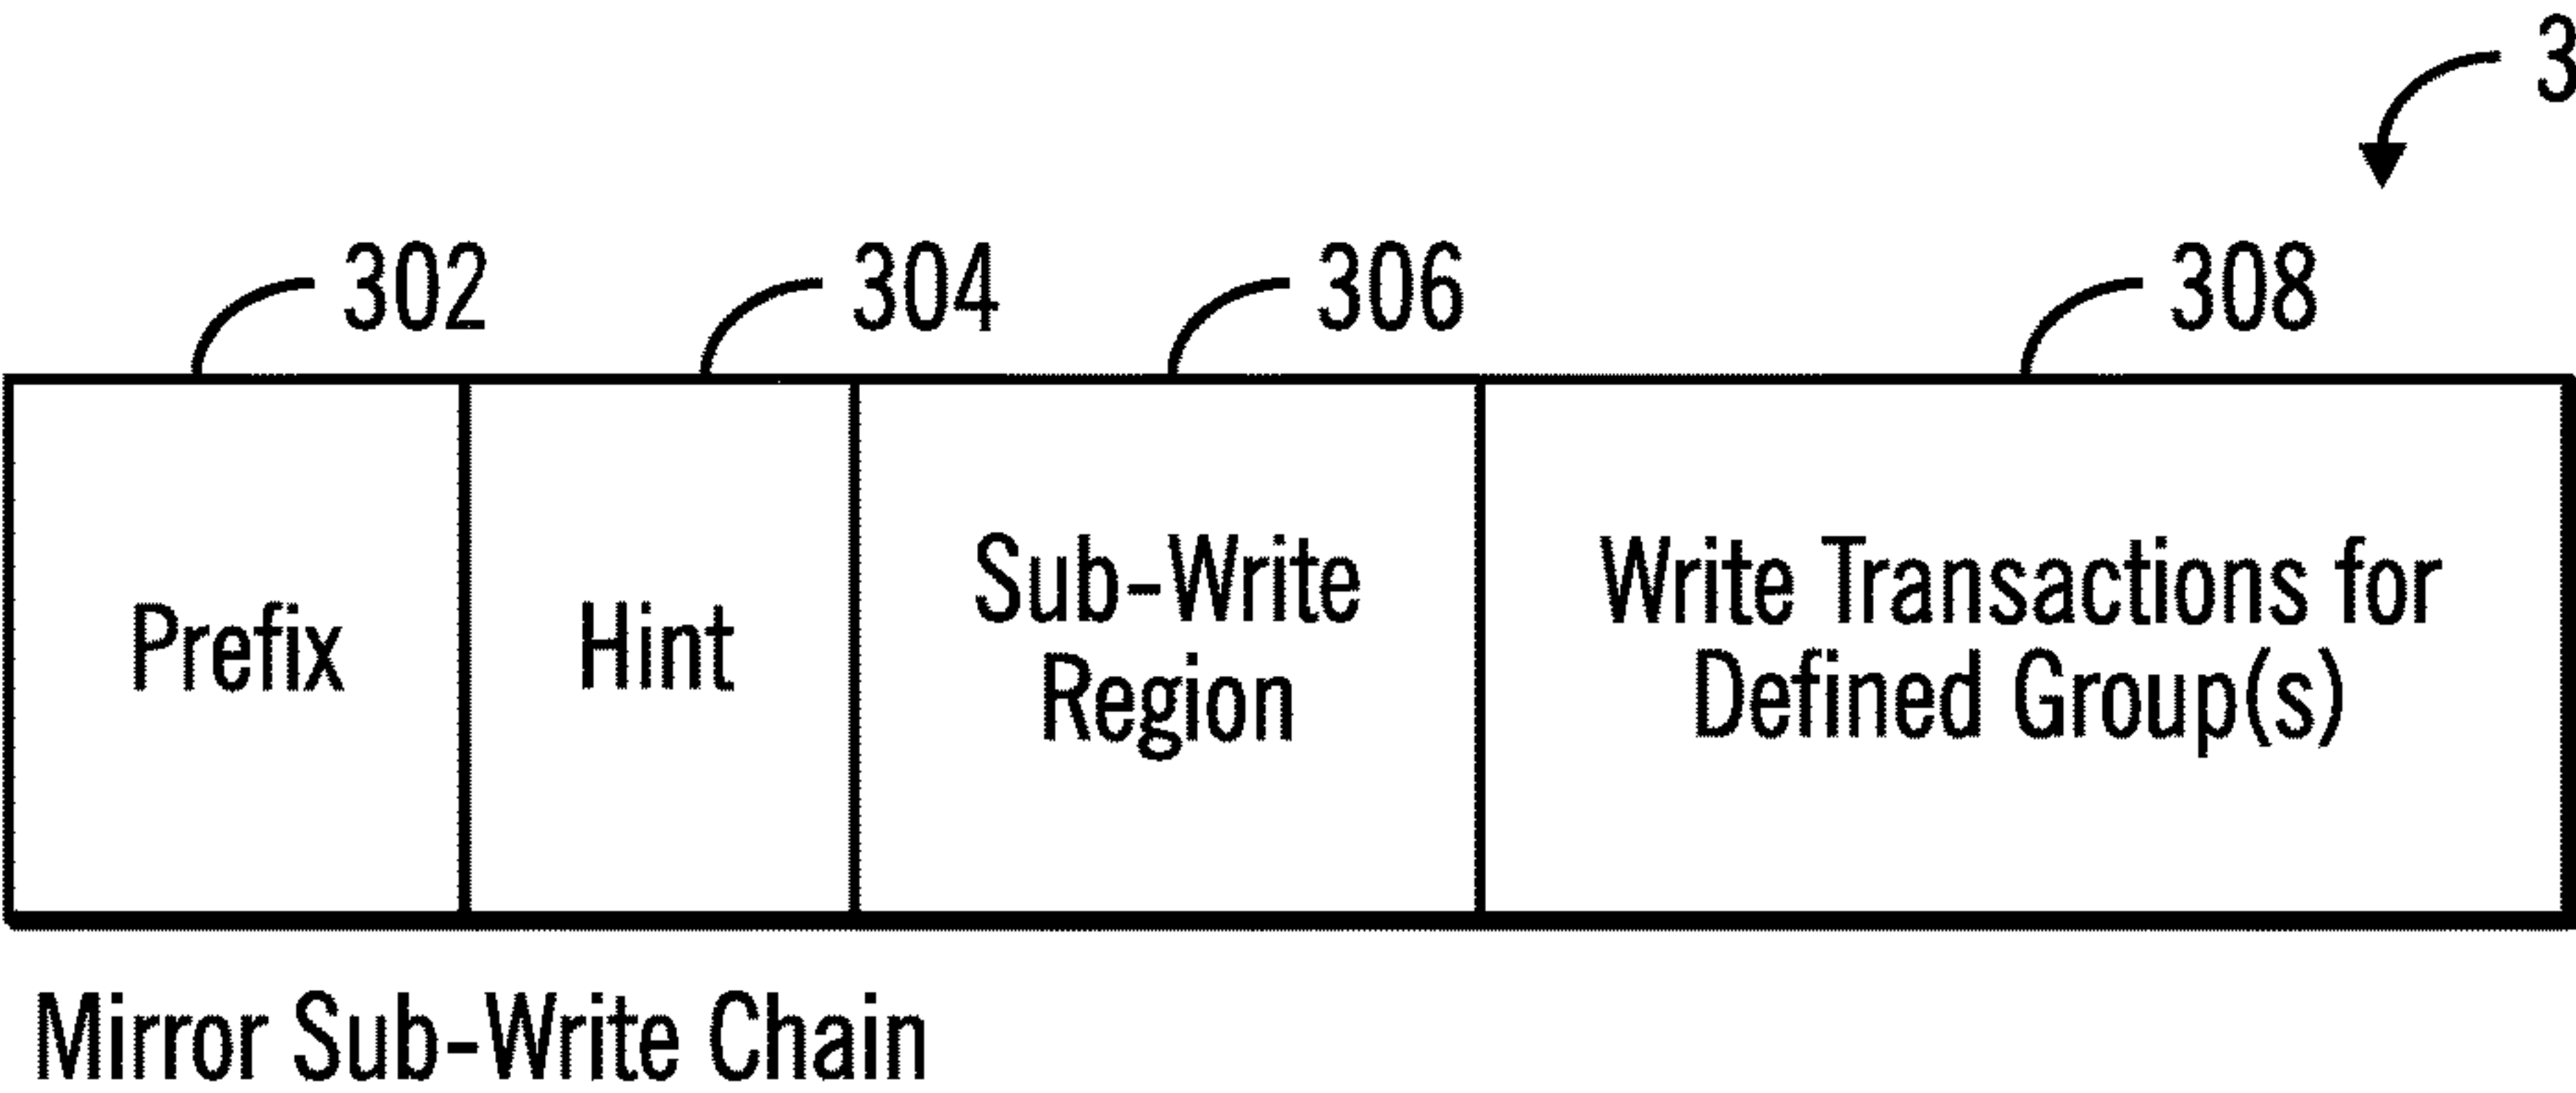 3
302 304 306 308
Prefix
Hint
Sub-Write
Region
Write Transactions for
Defined Group(s)
Mirror Sub-Write Chain